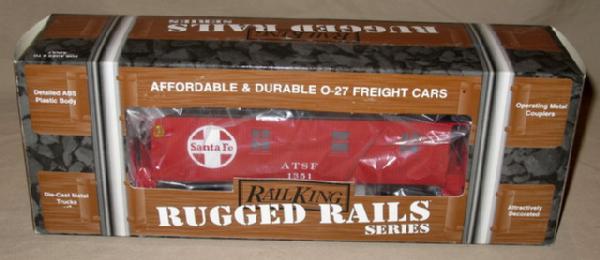 RUGGED RAILS
SERIES
AFFORDABLE & DURABLE O-27 FREIGHT CARS
Detailed ABS
Plastic Body
Operating Metal
Couplers
Santa Fe
ATSF
1351
Die-Cast Metal
Trucks
Attractively
Decorated
RAILKING
RUGGED RAILS
SERIES